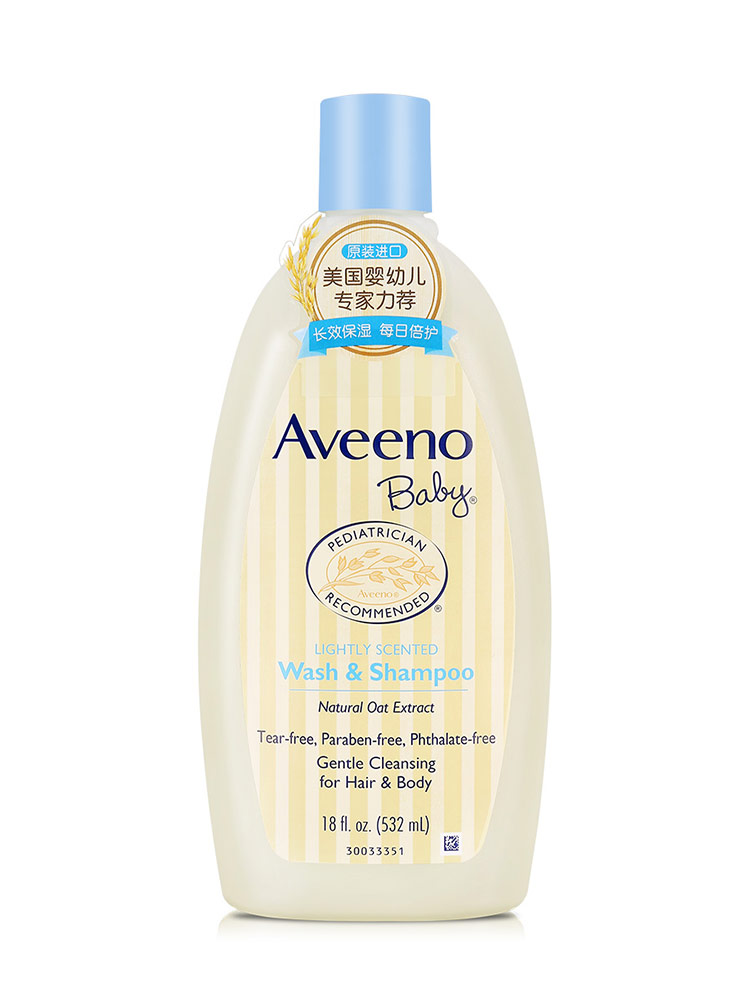 原装进口
美国婴幼儿
专家力荐
长效保湿 每日倍护
Aveeno
Baby®
PEDIATRICIAN
Aveeno®
RECOMMENDED®
LIGHTLY SCENTED
Wash & Shampoo
Natural Oat Extract
Tear-free, Paraben-free, Phthalate-free
Gentle Cleansing
for Hair & Body
18 fl. oz. (532 mL)
30033351